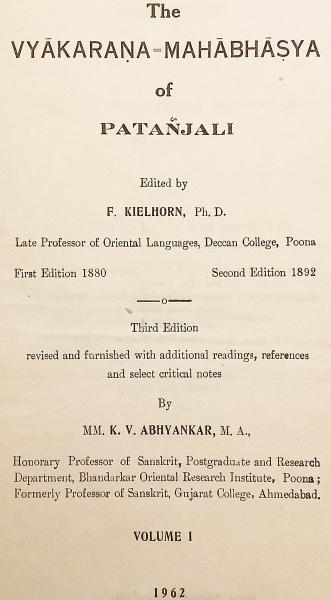 The
VYĀKARAṆA=MAHĀBHĀṢYA
of
PATAÑJALI
Edited by
F. KIELHORN, Ph. D.
Late Professor of Oriental Languages, Deccan College, Poona
First Edition 1880 Second Edition 1892
—o—
Third Edition
revised and furnished with additional readings, references
and select critical notes
By
MM. K. V. ABHYANKAR, M. A.,
Honorary Professor of Sanskrit, Postgraduate and Research
Department, Bhandarkar Oriental Research Institute, Poona;
Formerly Professor of Sanskrit, Gujarat College, Ahmedabad.
VOLUME I
1962